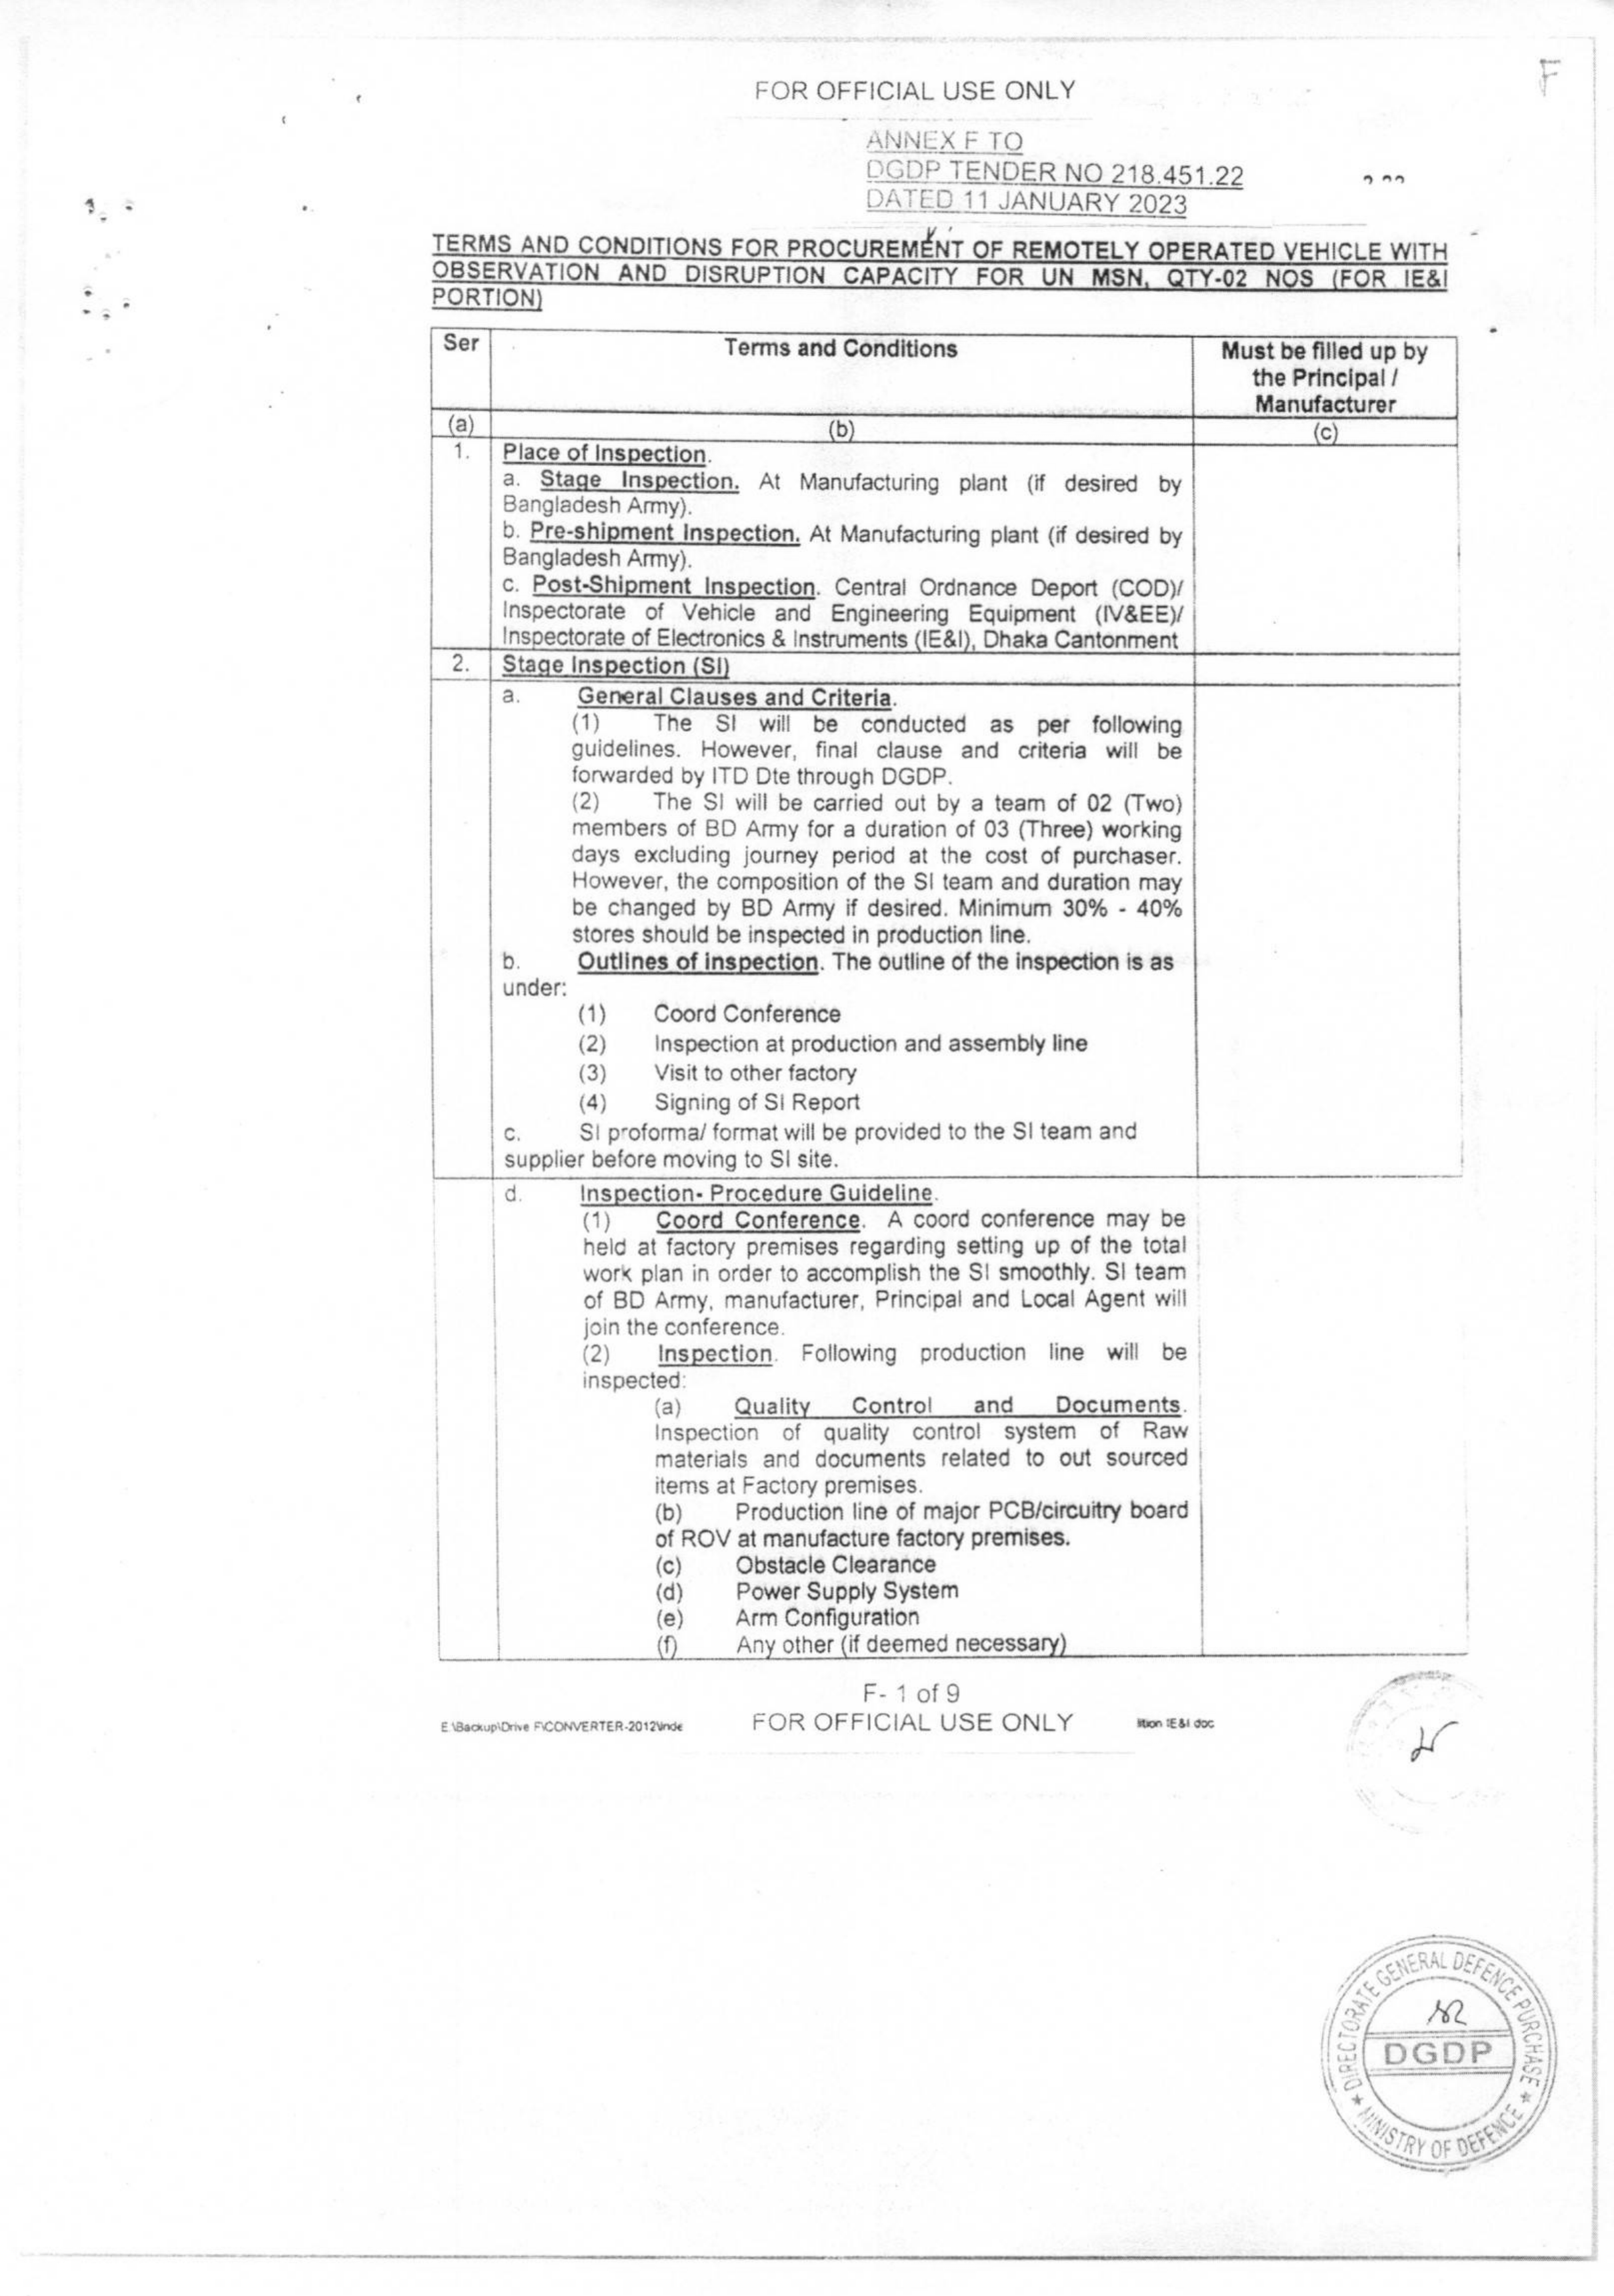 F
FOR OFFICIAL USE ONLY
ANNEX F TO
DGDP TENDER NO 218.451.22
DATED 11 JANUARY 2023
TERMS AND CONDITIONS FOR PROCUREMENT OF REMOTELY OPERATED VEHICLE WITH
OBSERVATION AND DISRUPTION CAPACITY FOR UN MSN, QTY-02 NOS (FOR IE&I
PORTION)
Ser
Terms and Conditions
Must be filled up by
the Principal /
Manufacturer
(a)
(b)
(c)
1.
Place of Inspection.
a. Stage Inspection. At Manufacturing plant (if desired by
Bangladesh Army).
b. Pre-shipment Inspection. At Manufacturing plant (if desired by
Bangladesh Army).
c. Post-Shipment Inspection. Central Ordnance Deport (COD)/
Inspectorate of Vehicle and Engineering Equipment (IV&EE)/
Inspectorate of Electronics & Instruments (IE&I), Dhaka Cantonment
2.
Stage Inspection (SI)
a. General Clauses and Criteria.
(1) The SI will be conducted as per following
guidelines. However, final clause and criteria will be
forwarded by ITD Dte through DGDP.
(2) The SI will be carried out by a team of 02 (Two)
members of BD Army for a duration of 03 (Three) working
days excluding journey period at the cost of purchaser.
However, the composition of the SI team and duration may
be changed by BD Army if desired. Minimum 30% - 40%
stores should be inspected in production line.
b. Outlines of inspection. The outline of the inspection is as
under:
(1) Coord Conference
(2) Inspection at production and assembly line
(3) Visit to other factory
(4) Signing of SI Report
c. SI proforma/ format will be provided to the SI team and
supplier before moving to SI site.
d. Inspection- Procedure Guideline.
(1) Coord Conference. A coord conference may be
held at factory premises regarding setting up of the total
work plan in order to accomplish the SI smoothly. SI team
of BD Army, manufacturer, Principal and Local Agent will
join the conference.
(2) Inspection. Following production line will be
inspected:
(a) Quality Control and Documents.
Inspection of quality control system of Raw
materials and documents related to out sourced
items at Factory premises.
(b) Production line of major PCB/circuitry board
of ROV at manufacture factory premises.
(c) Obstacle Clearance
(d) Power Supply System
(e) Arm Configuration
(f) Any other (if deemed necessary)
F- 1 of 9
E:\Backup\Drive F\CONVERTER-2012\Inde
FOR OFFICIAL USE ONLY
ition IE&I doc
DIRECTORATE GENERAL DEFENCE PURCHASE
DGDP
MINISTRY OF DEFENCE